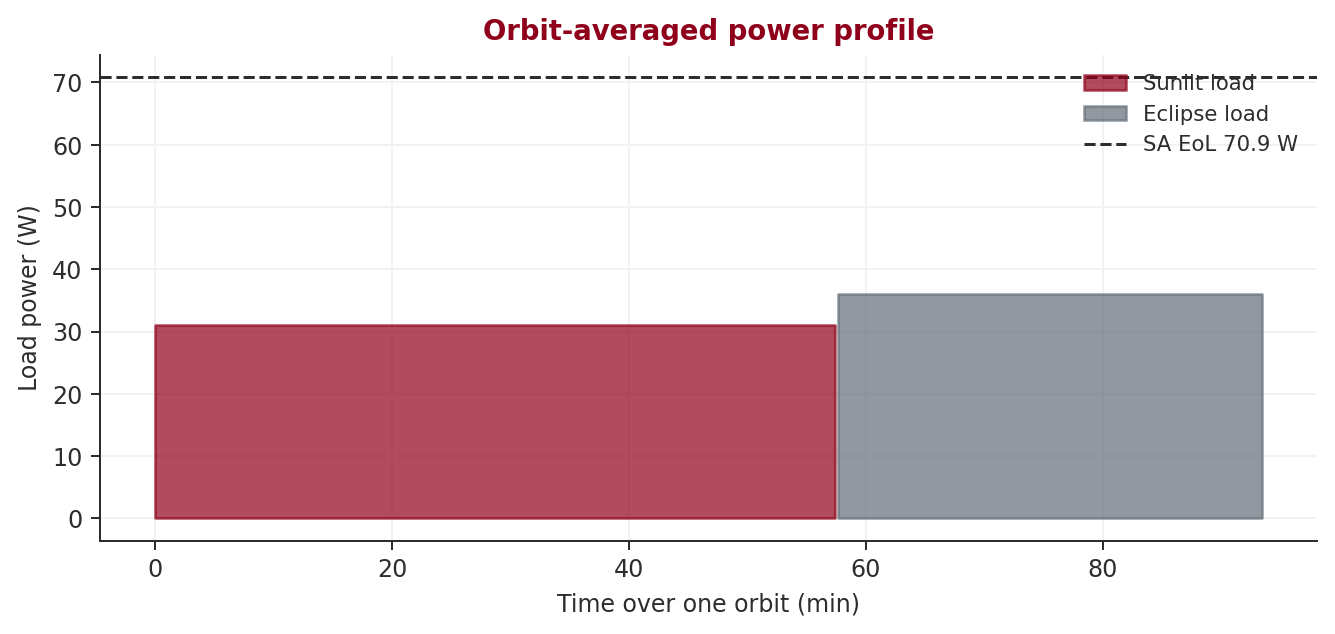 Orbit-averaged power profile
Load power (W)
70
60
50
40
30
20
10
0
Sunlit load
Eclipse load
SA EoL 70.9 W
0 20 40 60 80
Time over one orbit (min)